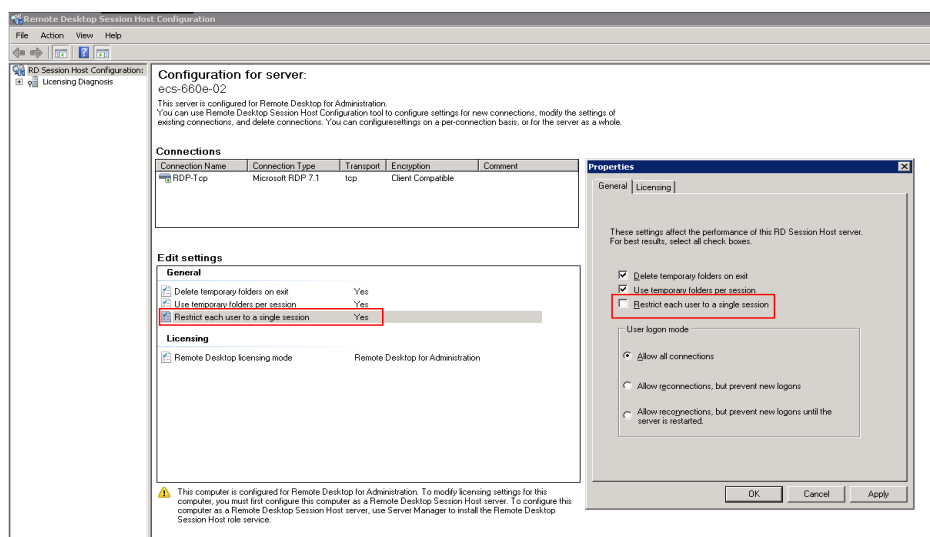 Remote Desktop Session Host Configuration
File Action View Help
RD Session Host Configuration:
Licensing Diagnosis
Configuration for server:
ecs-660e-02
This server is configured for Remote Desktop for Administration.
You can use Remote Desktop Session Host Configuration tool to configure settings for new connections, modify the settings of
existing connections, and delete connections. You can configuresettings on a per-connection basis, or for the server as a whole.
Connections
Connection Name Connection Type Transport Encryption Comment
RDP-Tcp Microsoft RDP 7.1 tcp Client Compatible
Edit settings
General
Delete temporary folders on exit Yes
Use temporary folders per session Yes
Restrict each user to a single session Yes
Licensing
Remote Desktop licensing mode Remote Desktop for Administration
This computer is configured for Remote Desktop for Administration. To modify licensing settings for this
computer, you must first configure this computer as a Remote Desktop Session Host server. To configure this
computer as a Remote Desktop Session Host server, use Server Manager to install the Remote Desktop
Session Host role service.
Properties
General Licensing
These settings affect the performance of this RD Session Host server.
For best results, select all check boxes.
Delete temporary folders on exit
Use temporary folders per session
Restrict each user to a single session
User logon mode
Allow all connections
Allow reconnections, but prevent new logons
Allow reconnections, but prevent new logons until the
server is restarted.
OK Cancel Apply